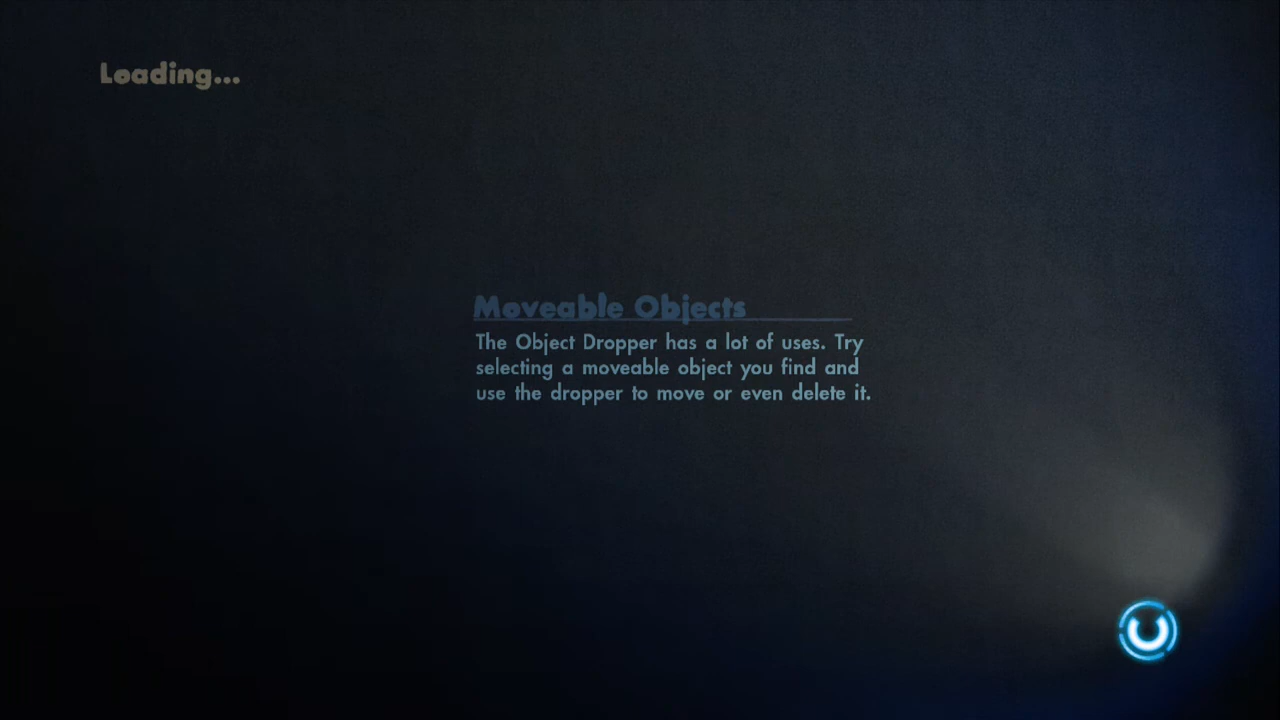 Loading...
Moveable Objects
The Object Dropper has a lot of uses. Try
selecting a moveable object you find and
use the dropper to move or even delete it.